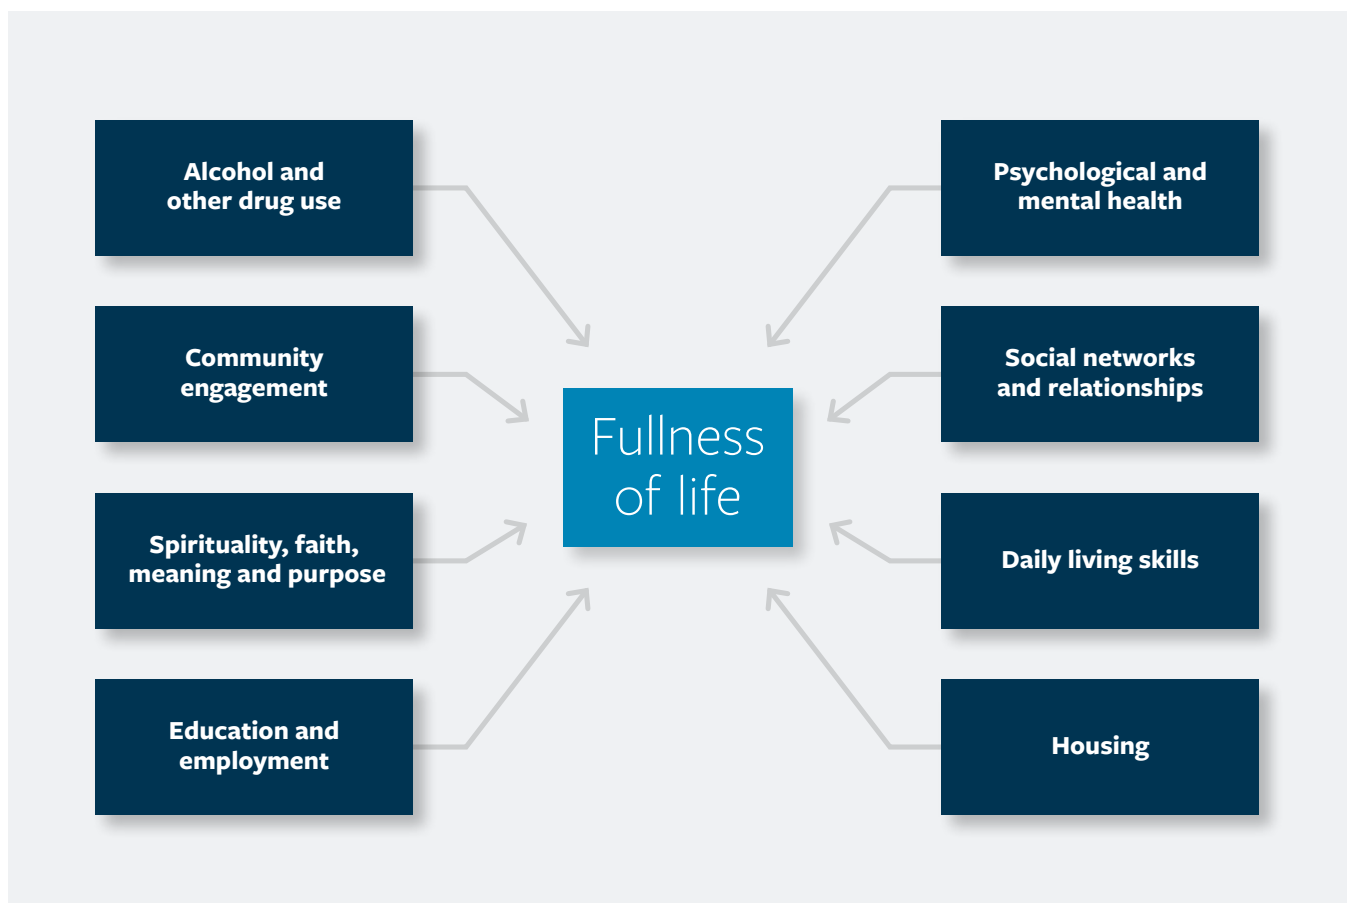 Alcohol and
other drug use
Community
engagement
Spirituality, faith,
meaning and purpose
Education and
employment
Fullness
of life
Psychological and
mental health
Social networks
and relationships
Daily living skills
Housing